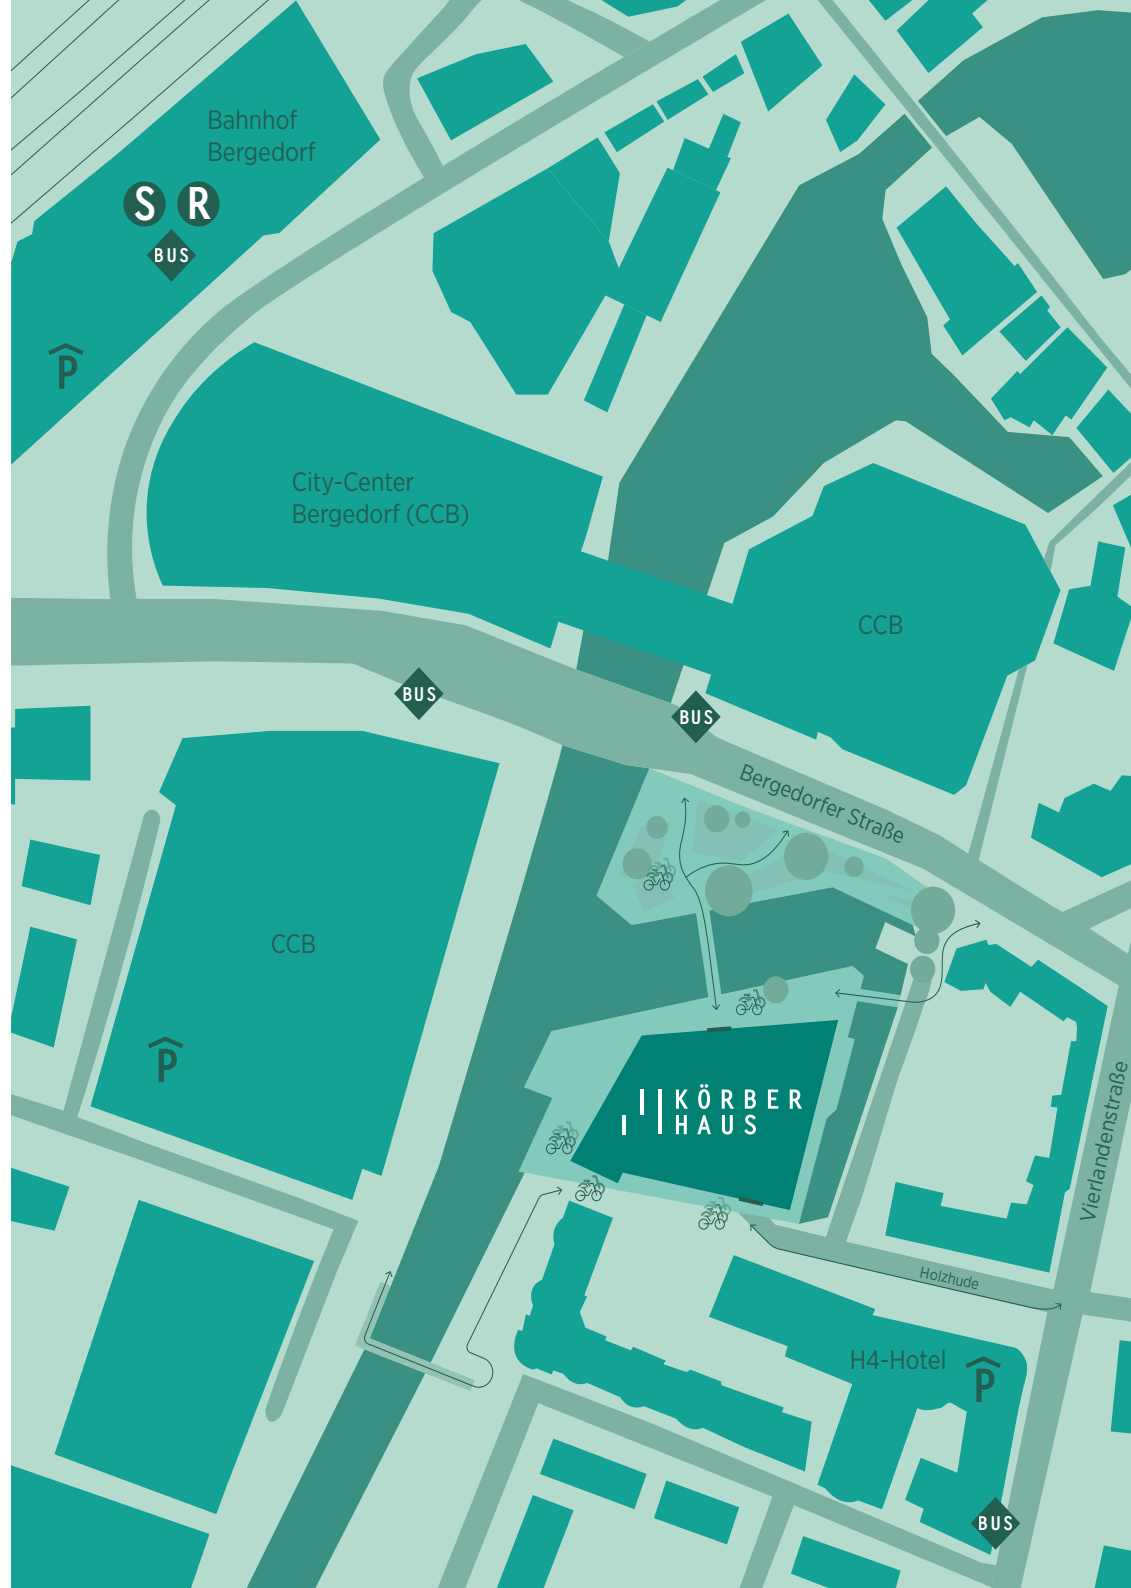 Bahnhof
Bergedorf
S R
BUS
P
City-Center
Bergedorf (CCB)
CCB
BUS
BUS
Bergedorfer Straße
CCB
P
KÖRBER
HAUS
Vierlandenstraße
Holzhude
H4-Hotel
P
BUS